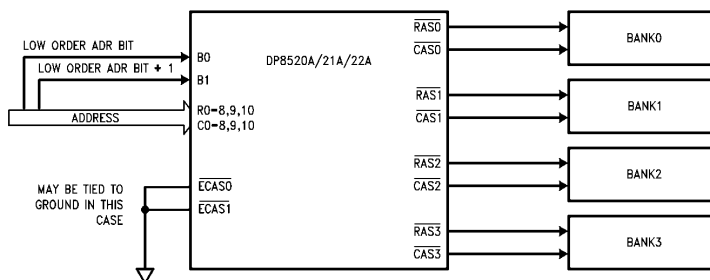 LOW ORDER ADR BIT
LOW ORDER ADR BIT + 1
ADDRESS
B0
B1
R0-8,9,10
C0-8,9,10
MAY BE TIED TO
GROUND IN THIS
CASE
ECAS0
ECAS1
DP8520A/21A/22A
RAS0
CAS0
RAS1
CAS1
RAS2
CAS2
RAS3
CAS3
BANK0
BANK1
BANK2
BANK3